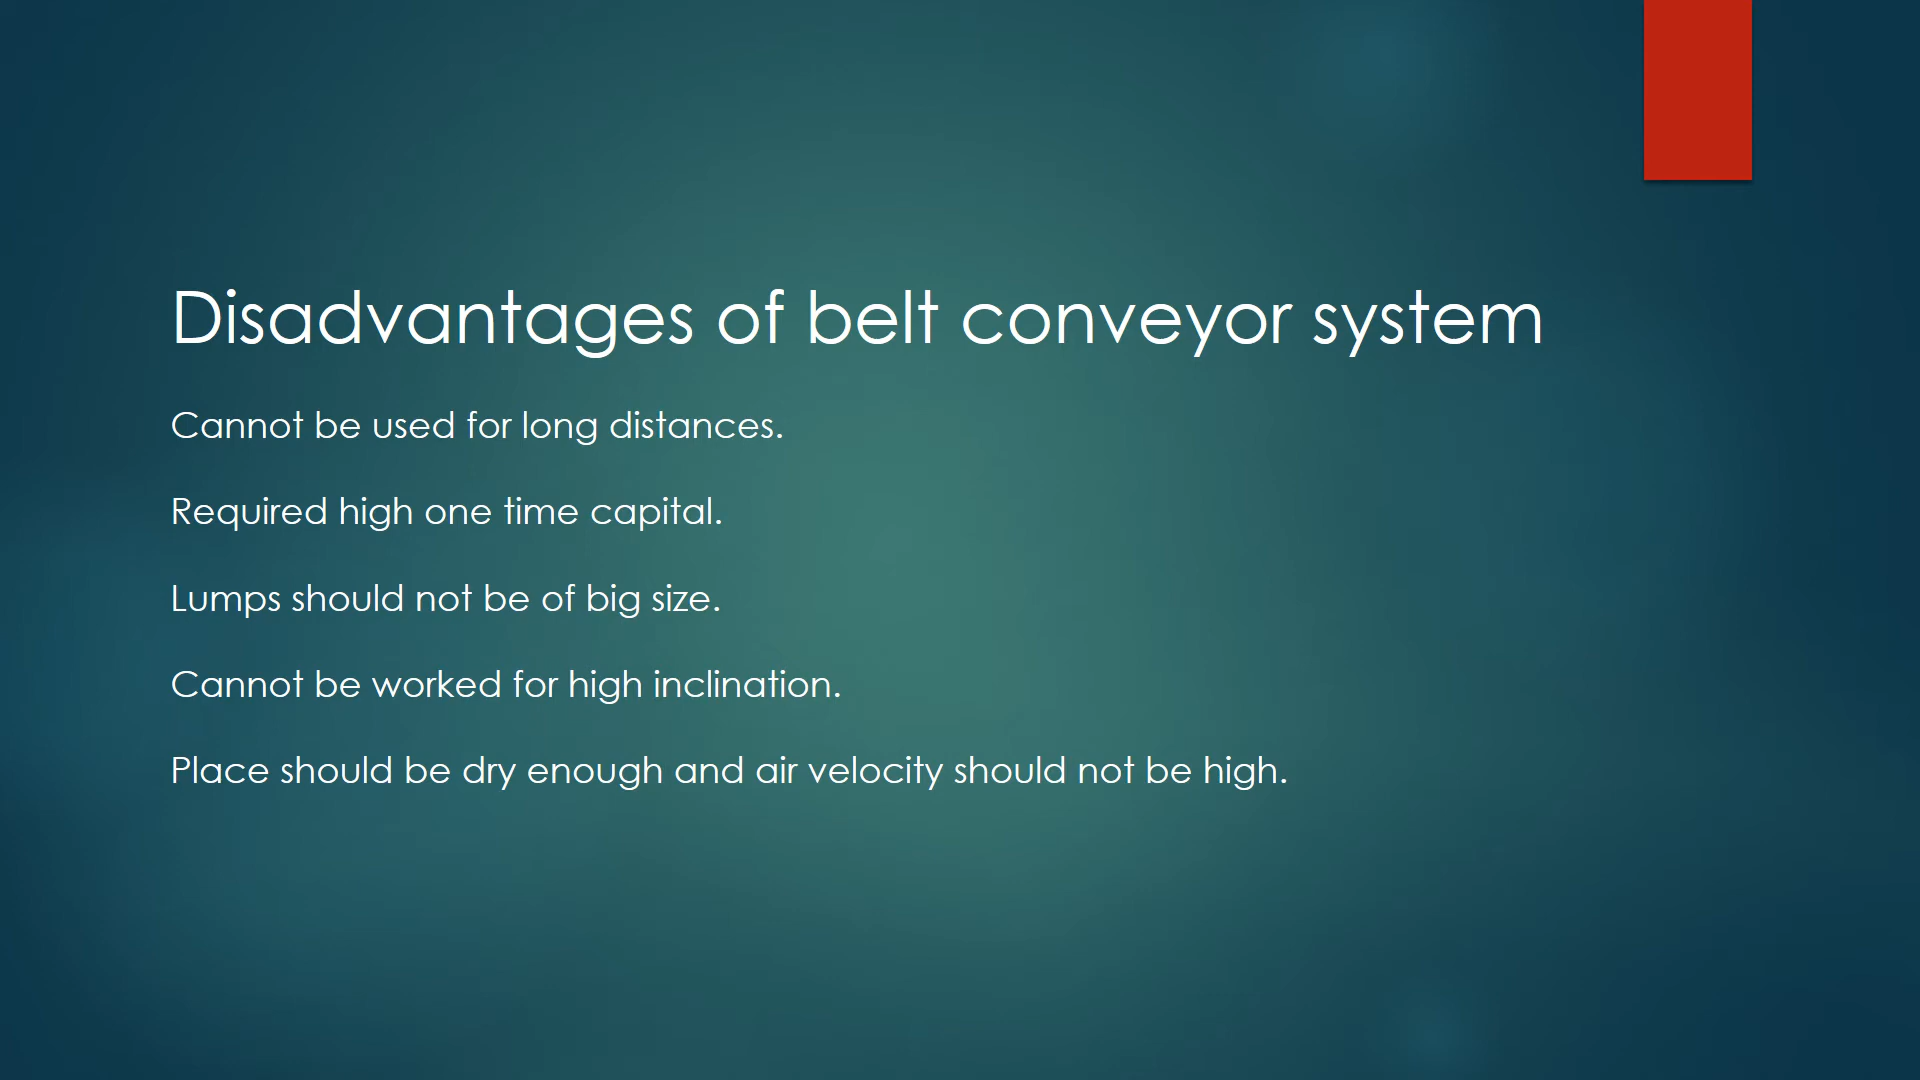 Disadvantages of belt conveyor system
Cannot be used for long distances.
Required high one time capital.
Lumps should not be of big size.
Cannot be worked for high inclination.
Place should be dry enough and air velocity should not be high.